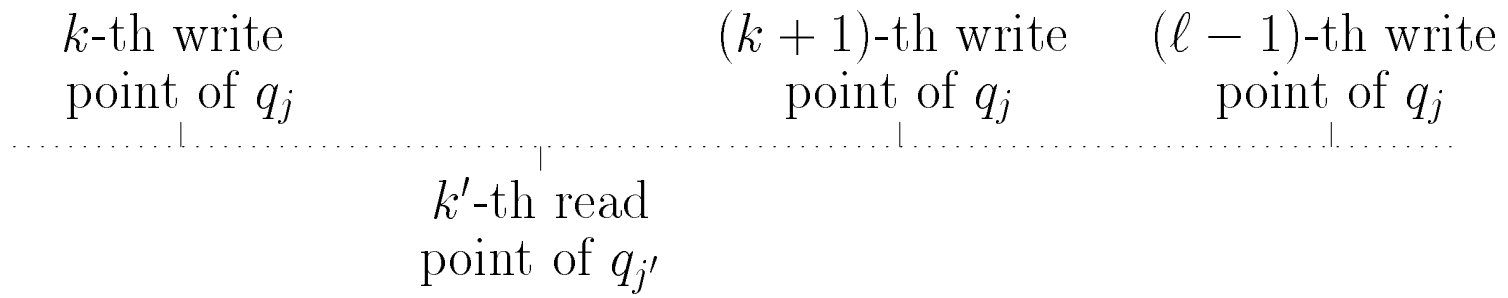 k-th write
point of q_j
(k + 1)-th write
point of q_j
(ℓ − 1)-th write
point of q_j
k′-th read
point of q_{j′}